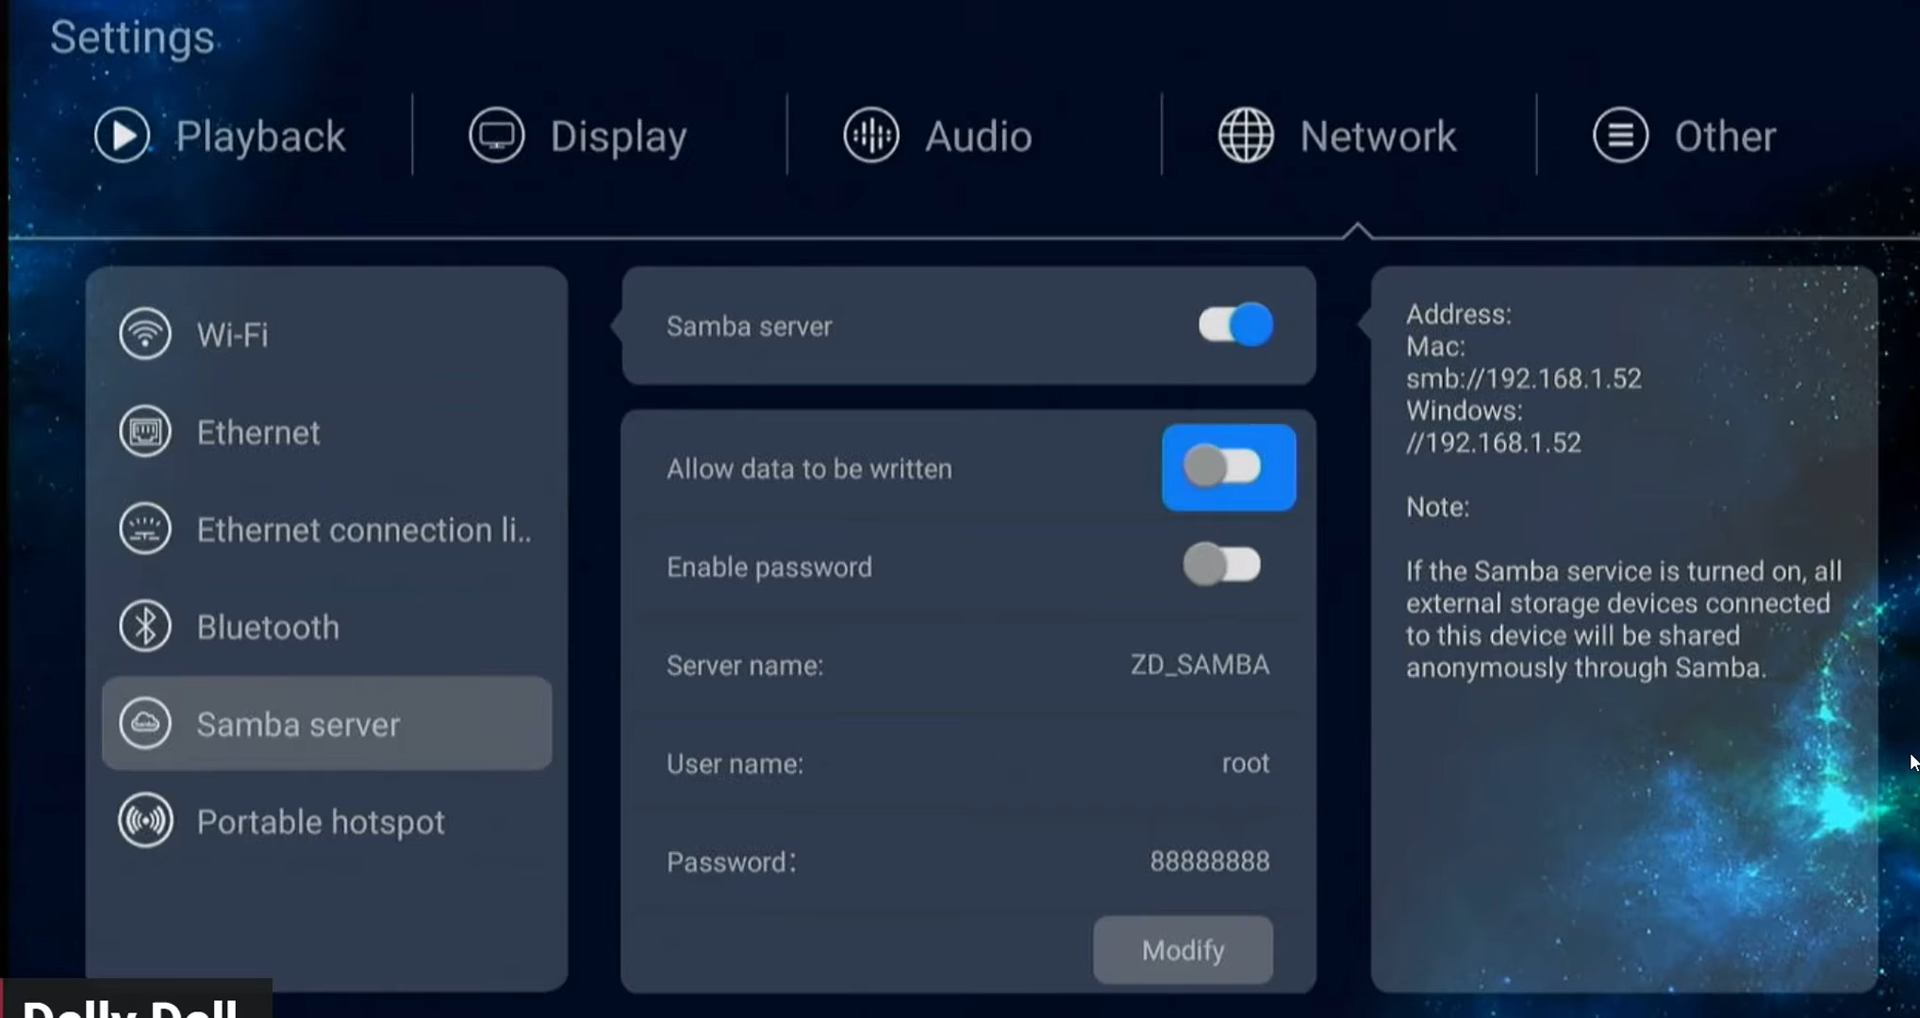 Settings
Playback
Display
Audio
Network
Other
Wi-Fi
Ethernet
Ethernet connection li..
Bluetooth
Samba server
Portable hotspot
Samba server
Allow data to be written
Enable password
Server name: ZD_SAMBA
User name: root
Password: 88888888
Modify
Address:
Mac:
smb://192.168.1.52
Windows:
//192.168.1.52
Note:
If the Samba service is turned on, all
external storage devices connected
to this device will be shared
anonymously through Samba.